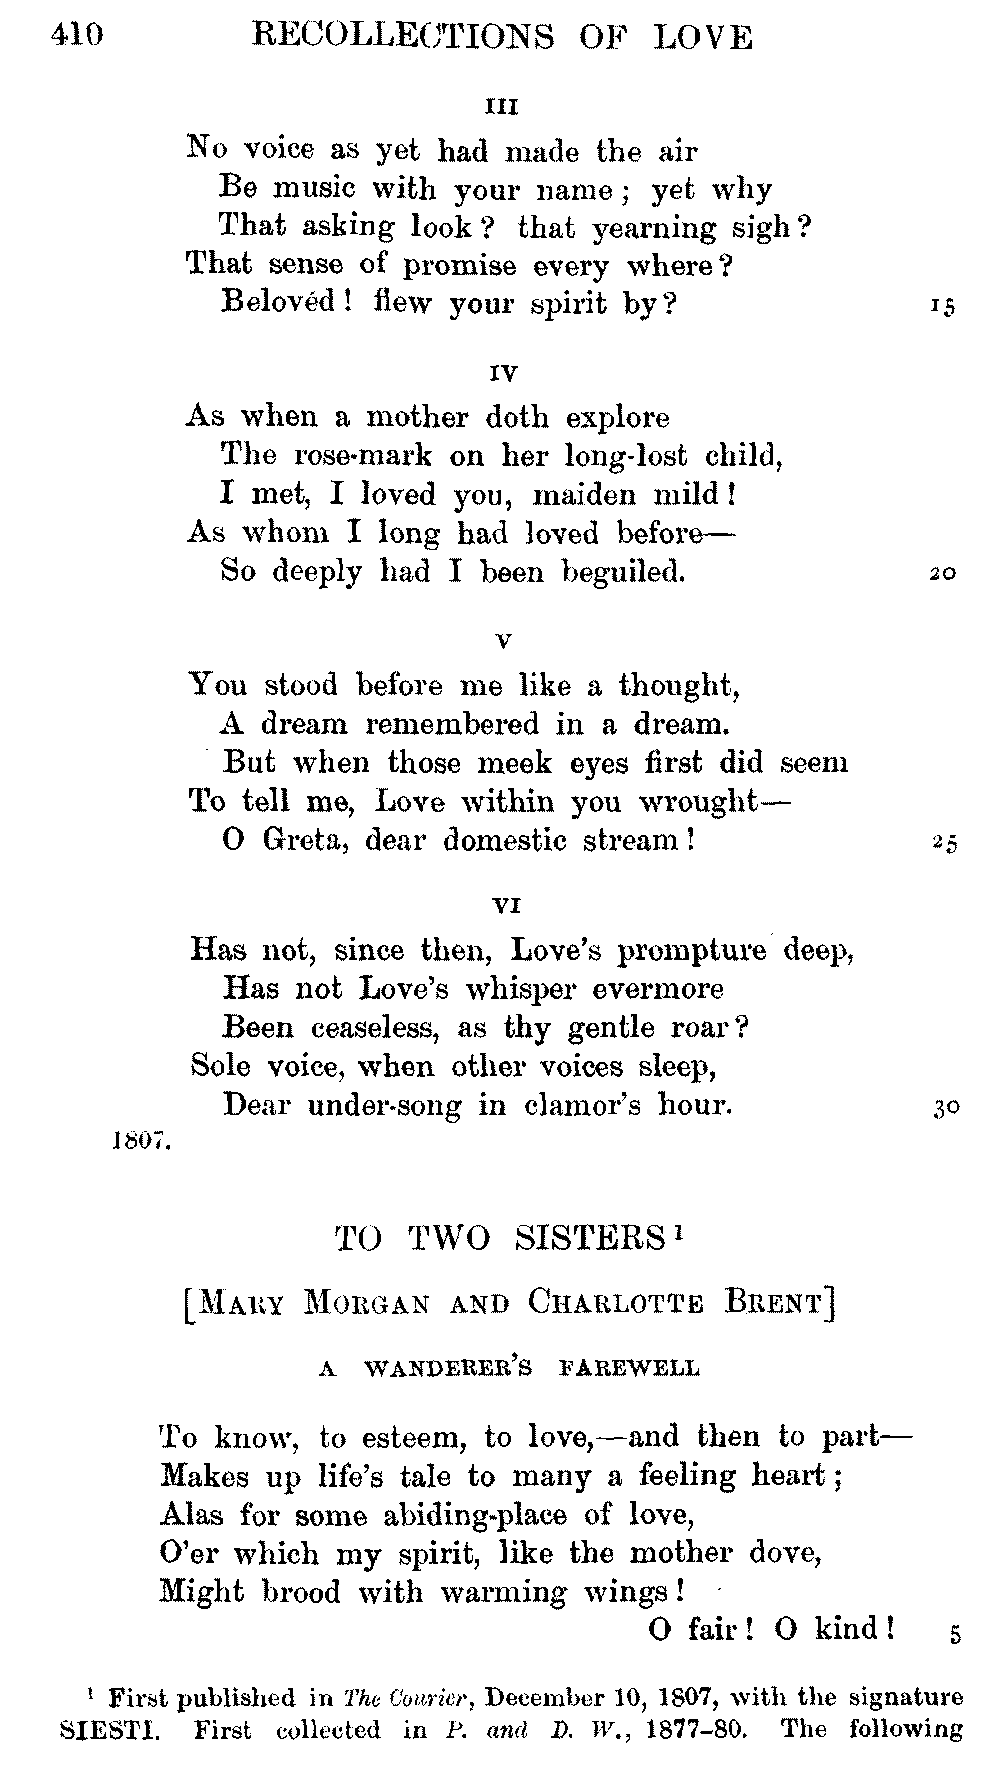 410 RECOLLECTIONS OF LOVE
III
No voice as yet had made the air
Be music with your name; yet why
That asking look? that yearning sigh?
That sense of promise every where?
Belovéd! flew your spirit by? 15
IV
As when a mother doth explore
The rose-mark on her long-lost child,
I met, I loved you, maiden mild!
As whom I long had loved before—
So deeply had I been beguiled. 20
V
You stood before me like a thought,
A dream remembered in a dream.
But when those meek eyes first did seem
To tell me, Love within you wrought—
O Greta, dear domestic stream! 25
VI
Has not, since then, Love's prompture deep,
Has not Love's whisper evermore
Been ceaseless, as thy gentle roar?
Sole voice, when other voices sleep,
Dear under-song in clamor's hour. 30
1807.
TO TWO SISTERS¹
[MARY MORGAN AND CHARLOTTE BRENT]
A WANDERER'S FAREWELL
To know, to esteem, to love,—and then to part—
Makes up life's tale to many a feeling heart;
Alas for some abiding-place of love,
O'er which my spirit, like the mother dove,
Might brood with warming wings!
O fair! O kind! 5
¹ First published in The Courier, December 10, 1807, with the signature
SIESTI. First collected in P. and D. W., 1877-80. The following